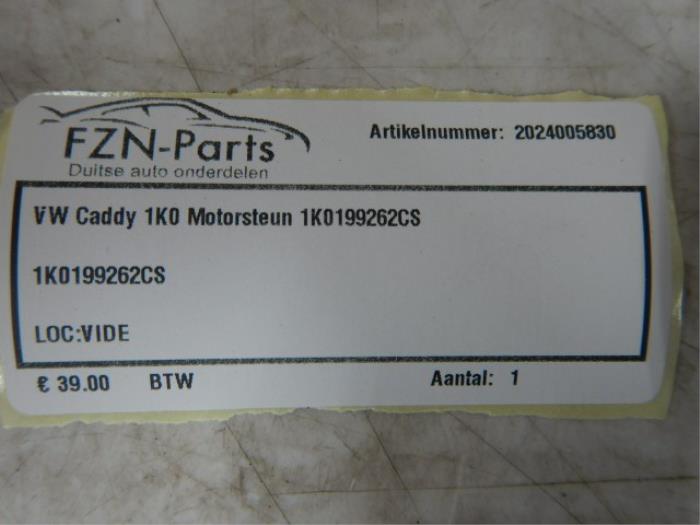 FZN-Parts
Duitse auto onderdelen
Artikelnummer: 2024005830
VW Caddy 1K0 Motorsteun 1K0199262CS
1K0199262CS
LOC:VIDE
€ 39.00 BTW Aantal: 1